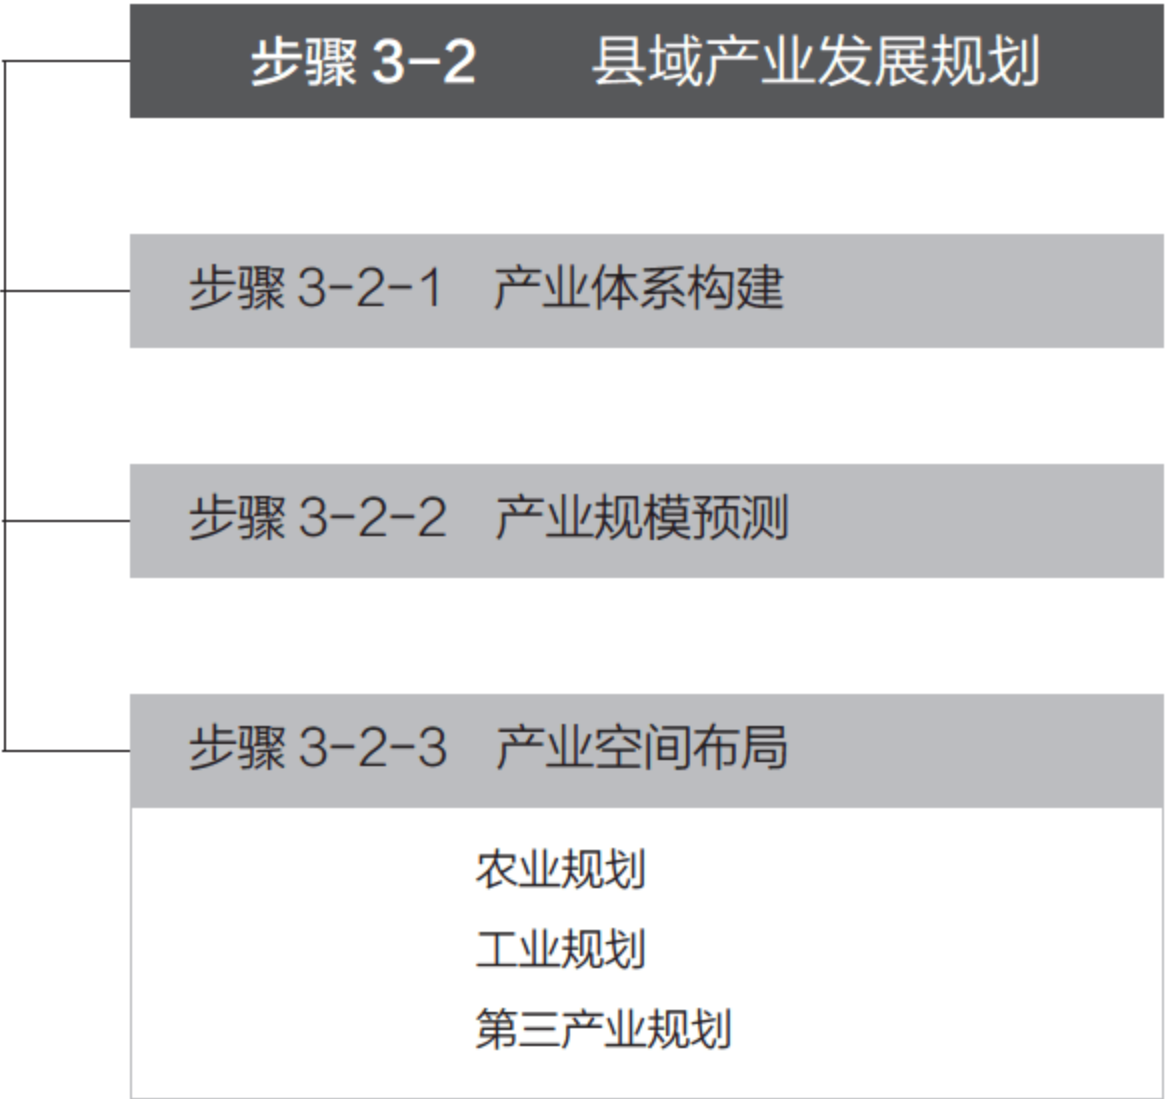 步骤 3-2 县域产业发展规划
步骤 3-2-1 产业体系构建
步骤 3-2-2 产业规模预测
步骤 3-2-3 产业空间布局
农业规划
工业规划
第三产业规划